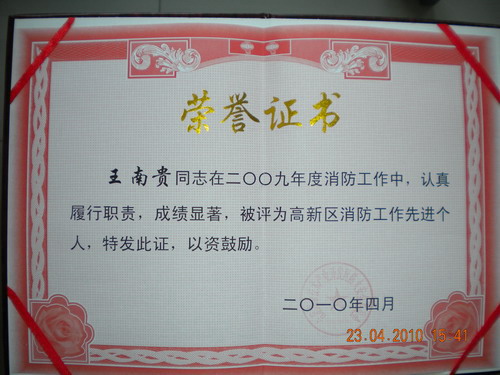 荣誉证书
王南贵同志在二〇〇九年度消防工作中，认真
履行职责，成绩显著，被评为高新区消防工作先进个
人，特发此证，以资鼓励。
二〇一〇年四月
23.04.2010 15:41